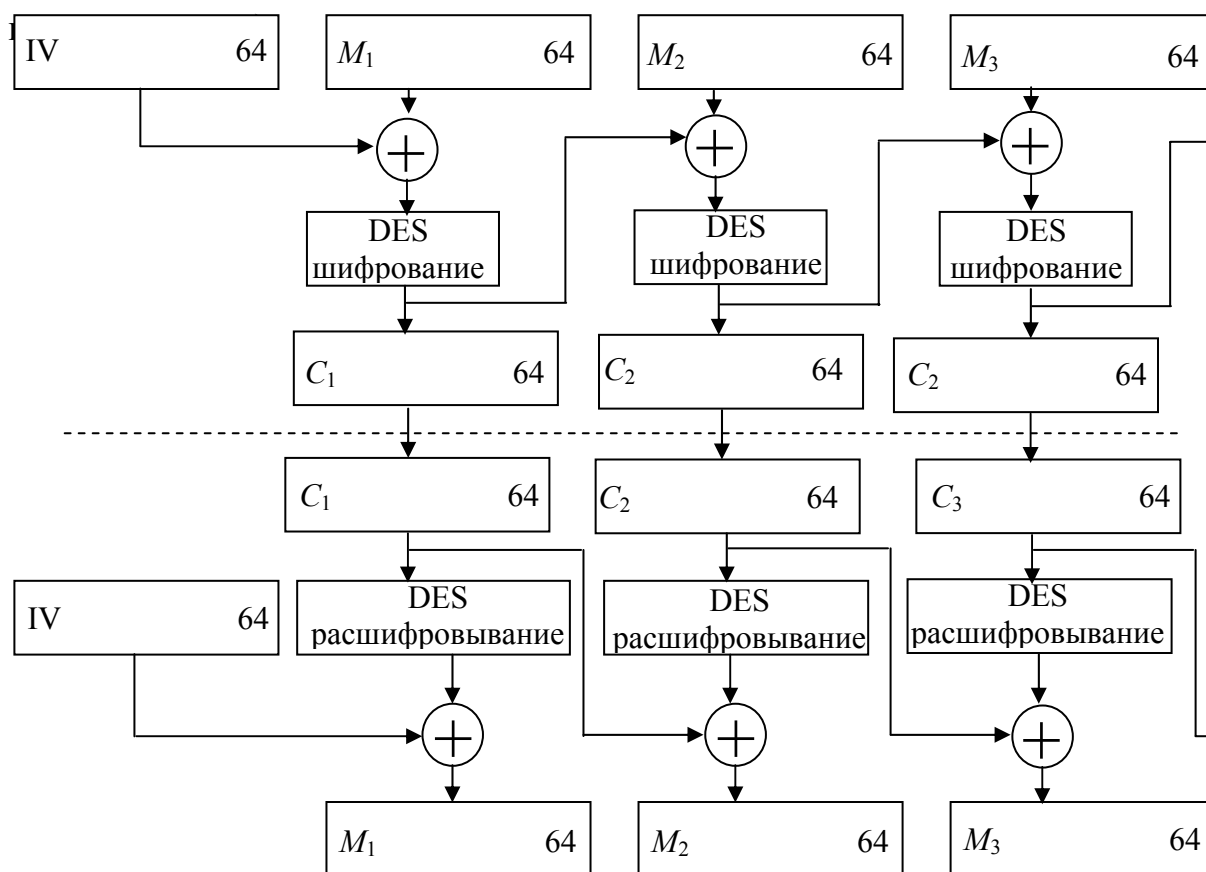 IV 64 M1 64 M2 64 M3 64
DES шифрование
DES шифрование
DES шифрование
C1 64 C2 64 C2 64
C1 64 C2 64 C3 64
IV 64
DES расшифровывание
DES расшифровывание
DES расшифровывание
M1 64 M2 64 M3 64